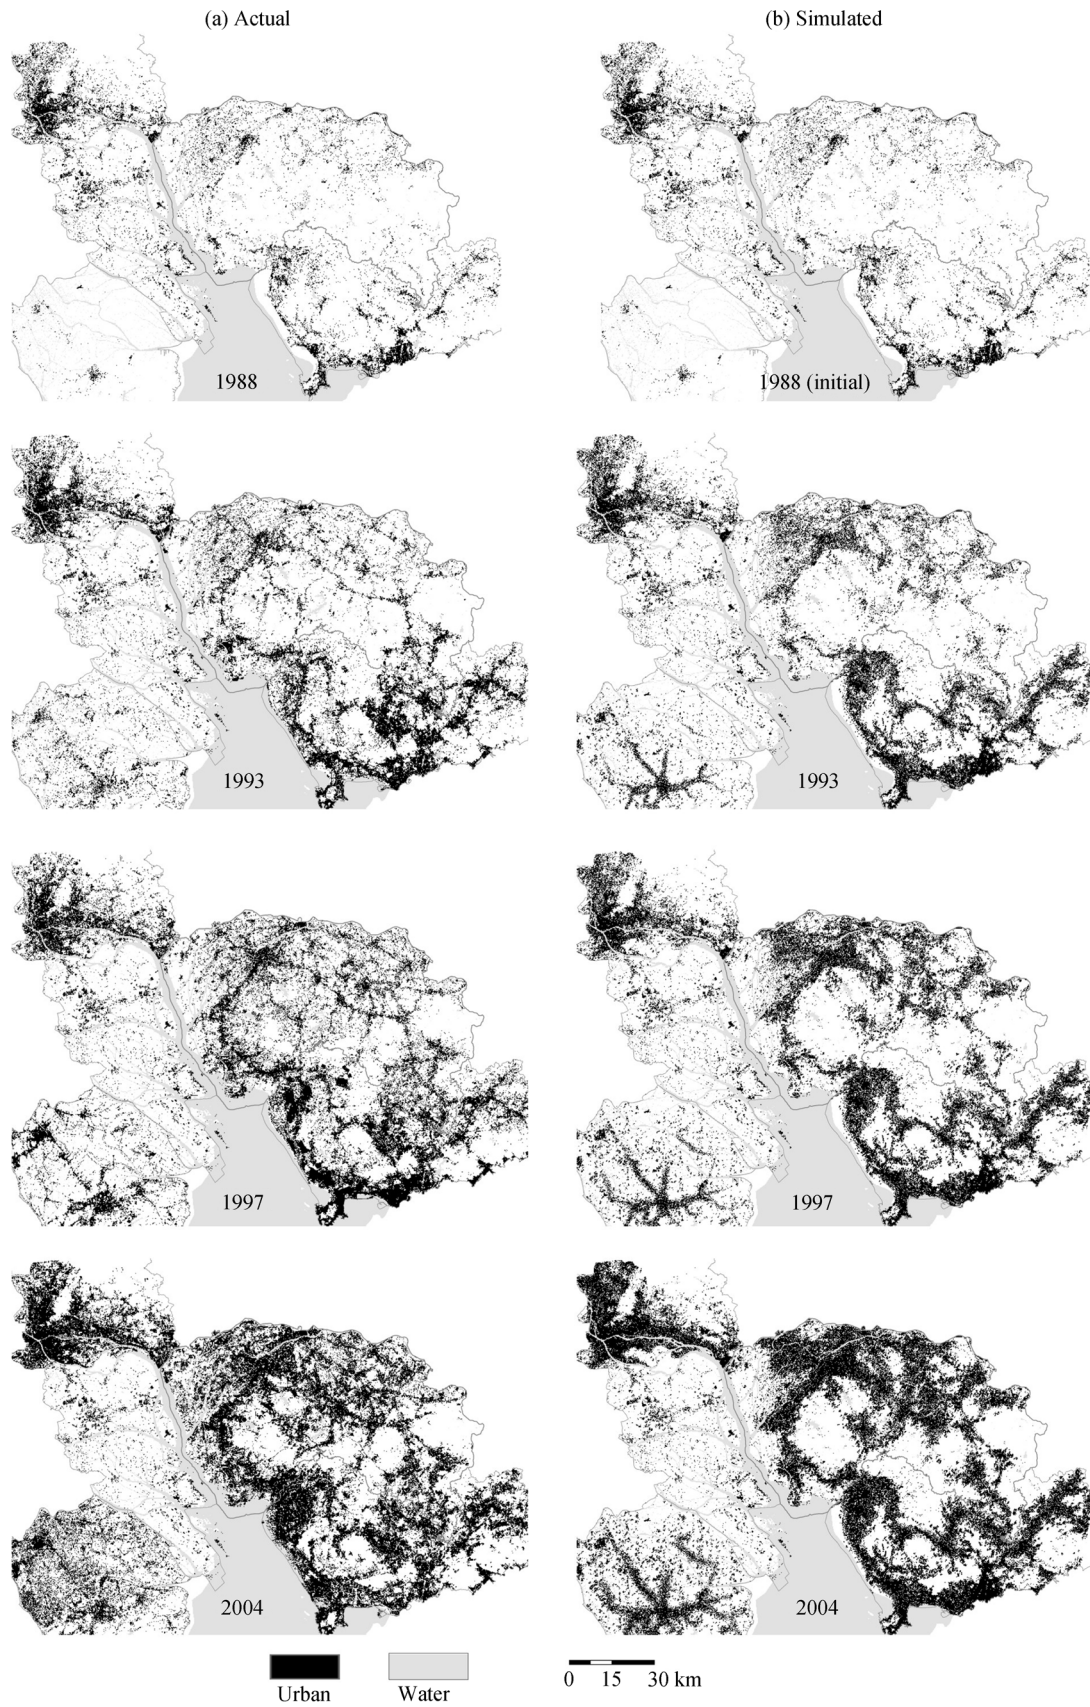 (a) Actual
(b) Simulated
1988
1988 (initial)
1993
1993
1997
1997
2004
2004
Urban
Water
0 15 30 km